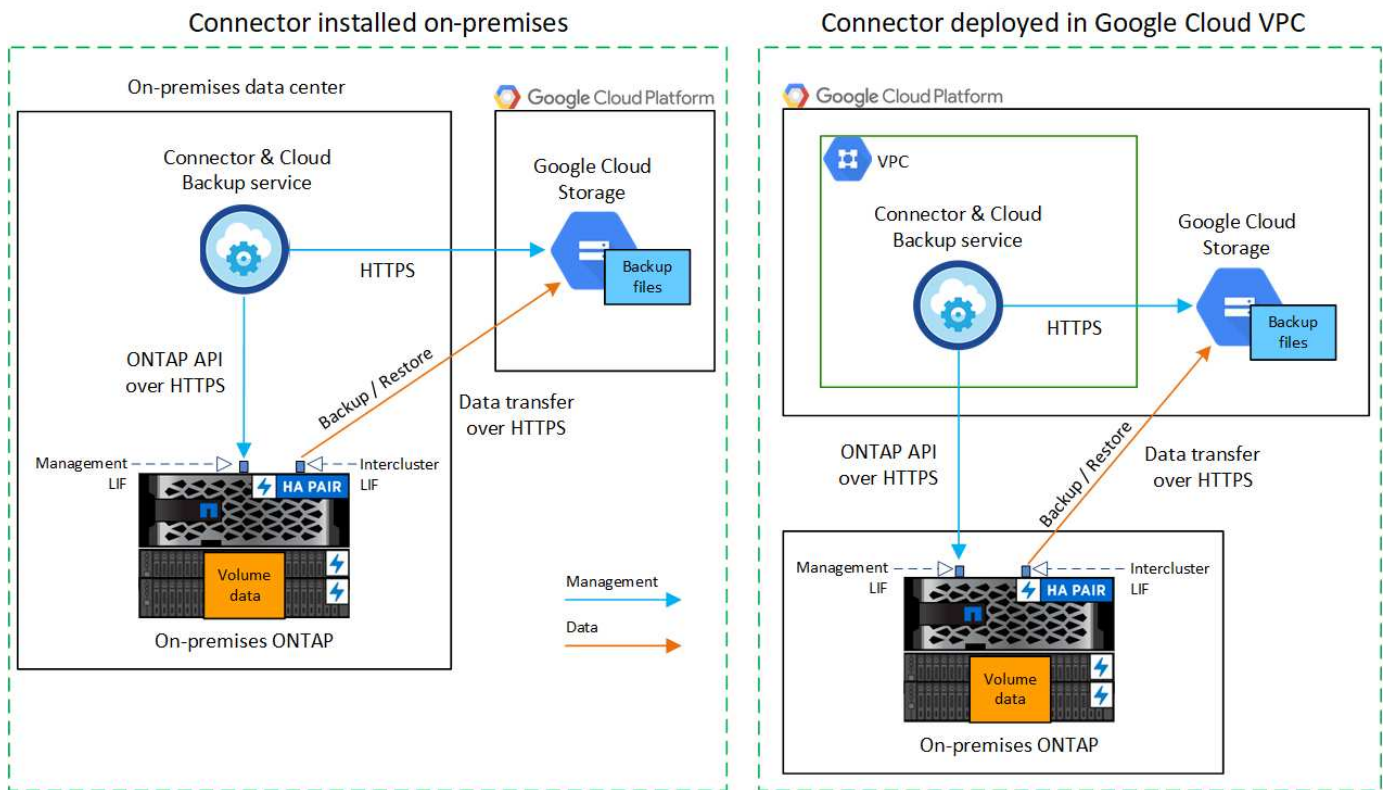 Connector installed on-premises
On-premises data center
Google Cloud Platform
Connector & Cloud
Backup service
Google Cloud
Storage
HTTPS
Backup
files
ONTAP API
over HTTPS
Backup / Restore
Data transfer
over HTTPS
Management
LIF
Intercluster
LIF
HA PAIR
Volume
data
On-premises ONTAP
Management
Data
Connector deployed in Google Cloud VPC
Google Cloud Platform
VPC
Connector & Cloud
Backup service
Google Cloud
Storage
HTTPS
Backup
files
ONTAP API
over HTTPS
Backup / Restore
Data transfer
over HTTPS
Management
LIF
Intercluster
LIF
HA PAIR
Volume
data
On-premises ONTAP